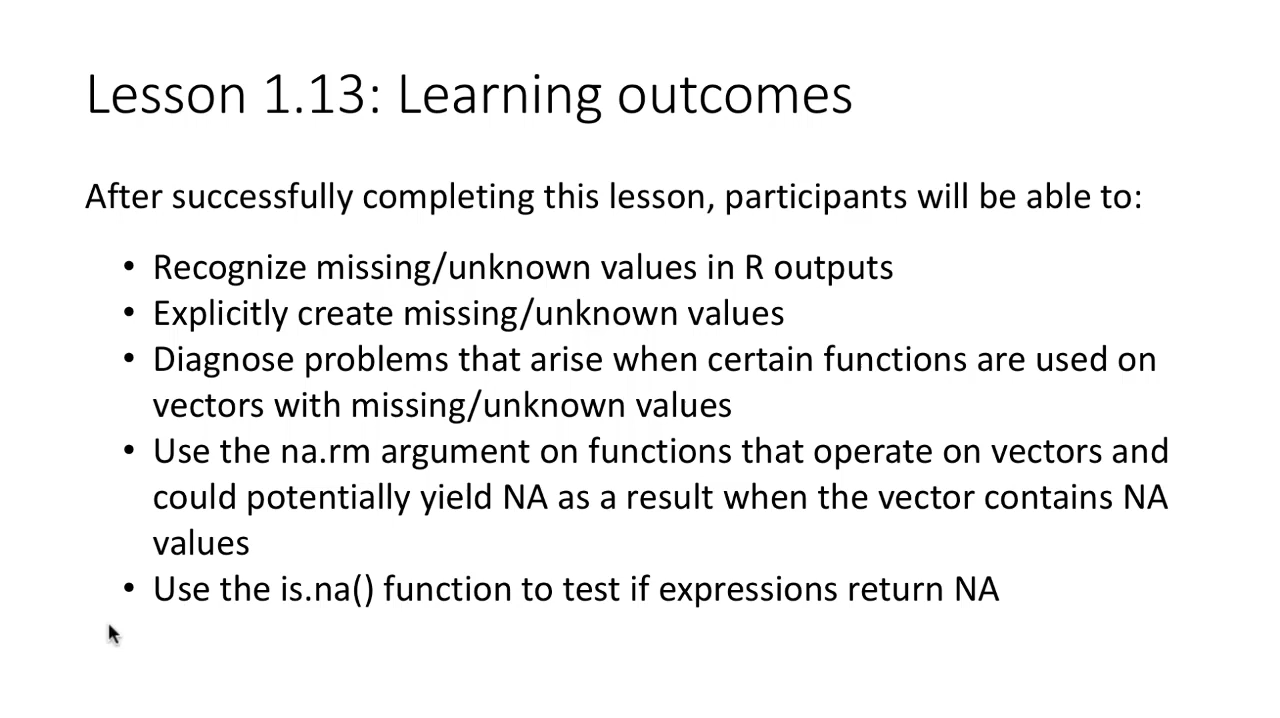 Lesson 1.13: Learning outcomes
After successfully completing this lesson, participants will be able to:
• Recognize missing/unknown values in R outputs
• Explicitly create missing/unknown values
• Diagnose problems that arise when certain functions are used on
vectors with missing/unknown values
• Use the na.rm argument on functions that operate on vectors and
could potentially yield NA as a result when the vector contains NA
values
• Use the is.na() function to test if expressions return NA